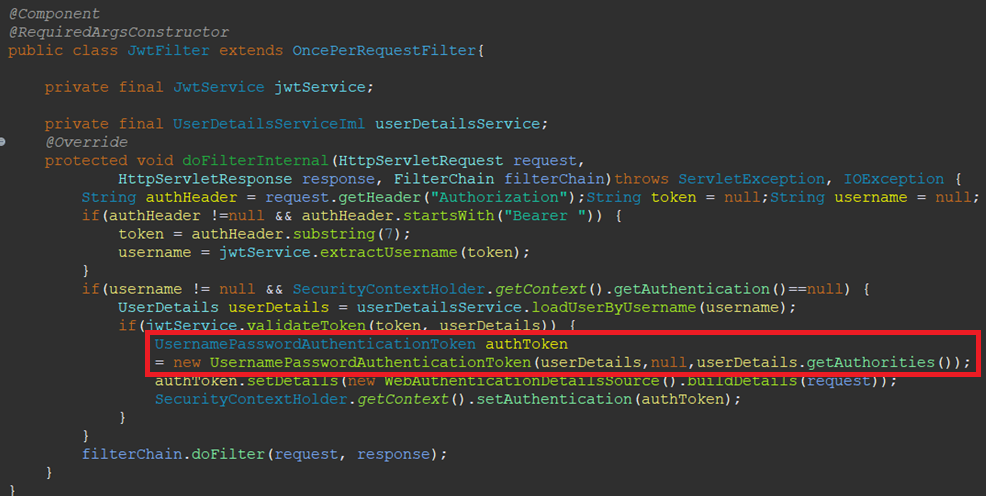 @Component
@RequiredArgsConstructor
public class JwtFilter extends OncePerRequestFilter{
private final JwtService jwtService;
private final UserDetailsServiceIml userDetailsService;
@Override
protected void doFilterInternal(HttpServletRequest request,
HttpServletResponse response, FilterChain filterChain)throws ServletException, IOException {
String authHeader = request.getHeader("Authorization");String token = null;String username = null;
if(authHeader !=null && authHeader.startsWith("Bearer ")) {
token = authHeader.substring(7);
username = jwtService.extractUsername(token);
}
if(username != null && SecurityContextHolder.getContext().getAuthentication()==null) {
UserDetails userDetails = userDetailsService.loadUserByUsername(username);
if(jwtService.validateToken(token, userDetails)) {
UsernamePasswordAuthenticationToken authToken
= new UsernamePasswordAuthenticationToken(userDetails,null,userDetails.getAuthorities());
authToken.setDetails(new WebAuthenticationDetailsSource().buildDetails(request));
SecurityContextHolder.getContext().setAuthentication(authToken);
}
}
filterChain.doFilter(request, response);
}
}